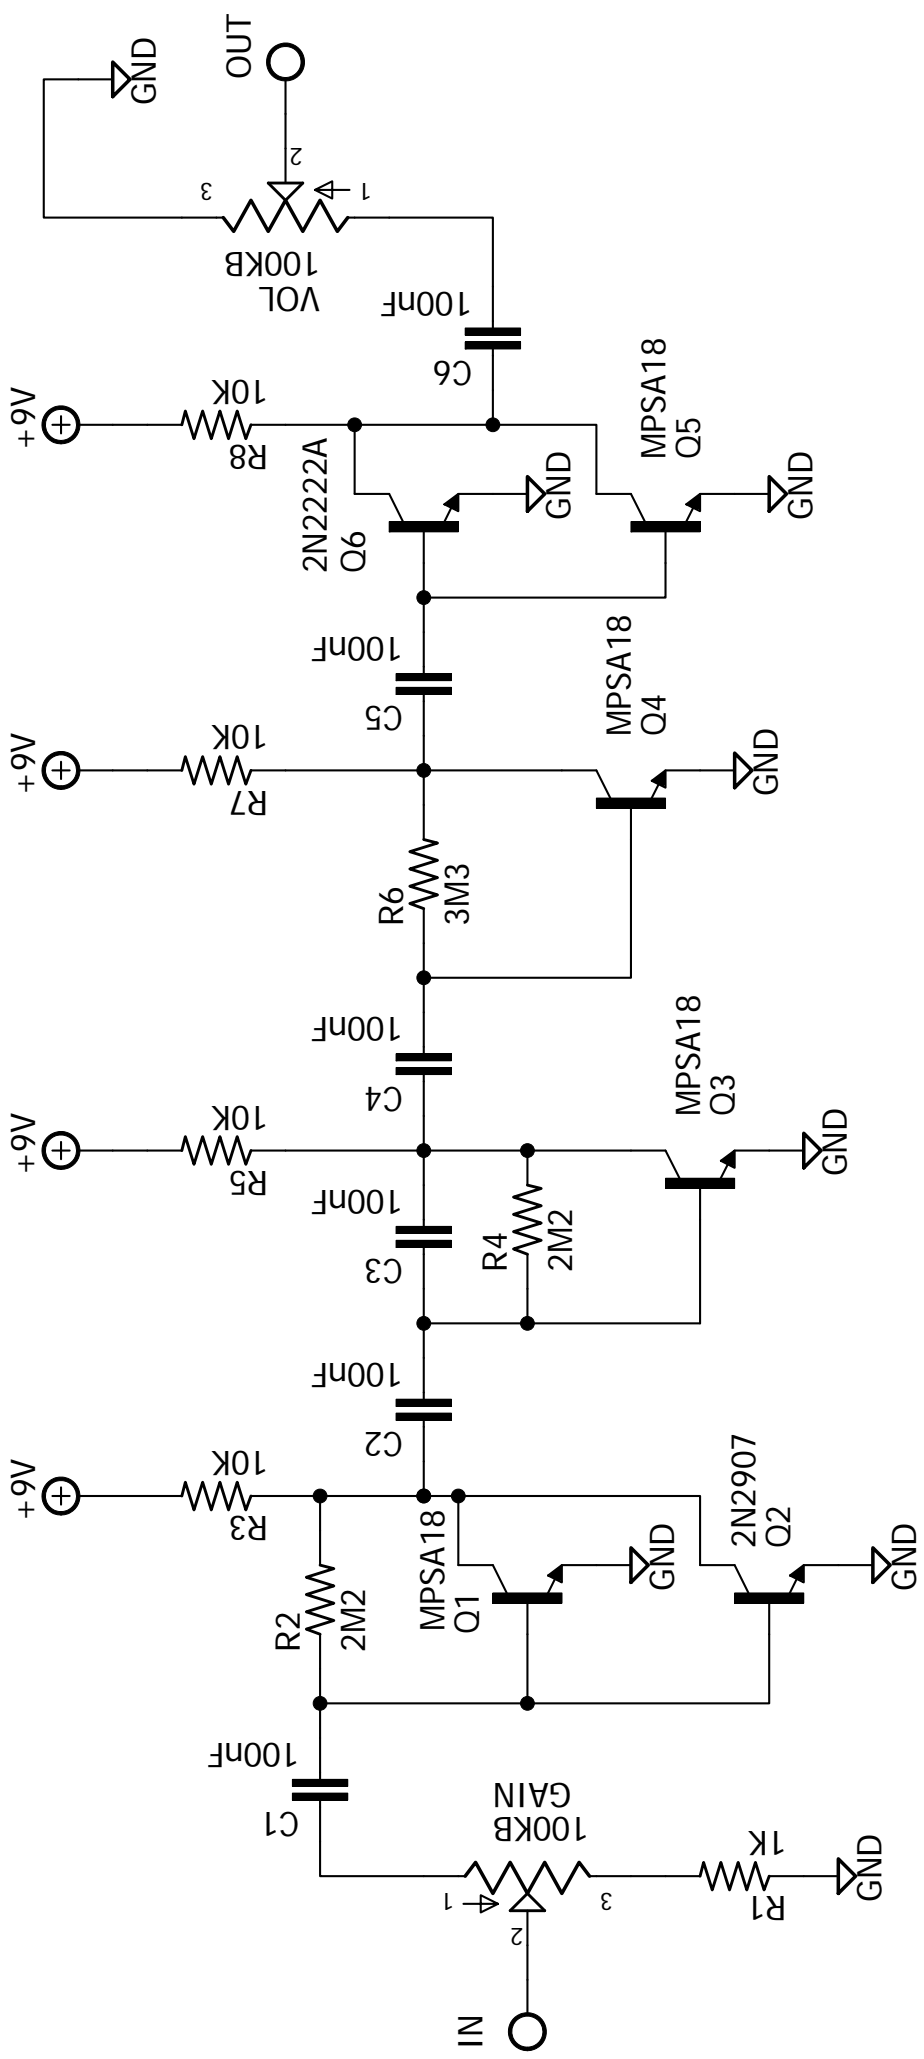 IN
GAIN
100KB
1
2
3
R1
1K
GND
C1
100nF
R2
2M2
+9V
R3
10K
MPSA18
Q1
GND
2N2907
Q2
GND
C2
100nF
C3
100nF
R4
2M2
+9V
R5
10K
MPSA18
Q3
GND
C4
100nF
R6
3M3
+9V
R7
10K
MPSA18
Q4
GND
C5
100nF
2N2222A
Q6
GND
+9V
R8
10K
MPSA18
Q5
GND
C6
100nF
VOL
100KB
1
2
3
GND
OUT